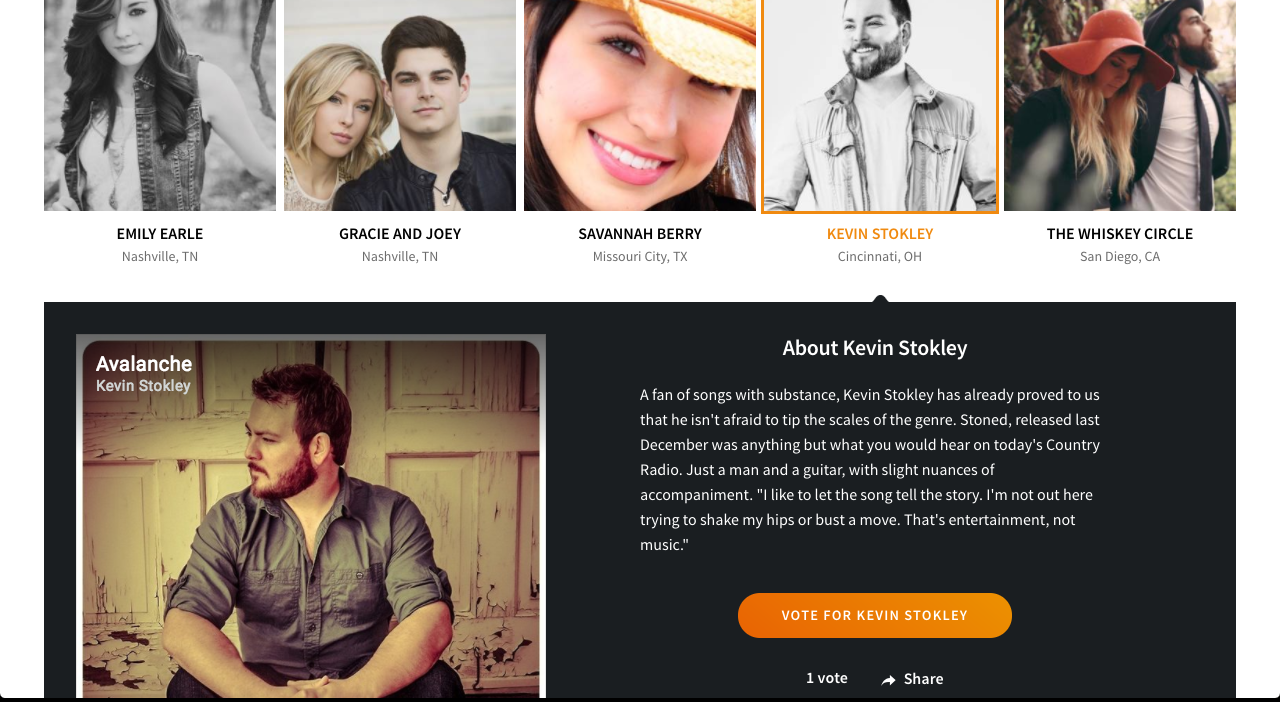 EMILY EARLE
Nashville, TN
GRACIE AND JOEY
Nashville, TN
SAVANNAH BERRY
Missouri City, TX
KEVIN STOKLEY
Cincinnati, OH
THE WHISKEY CIRCLE
San Diego, CA
Avalanche
Kevin Stokley
About Kevin Stokley
A fan of songs with substance, Kevin Stokley has already proved to us
that he isn't afraid to tip the scales of the genre. Stoned, released last
December was anything but what you would hear on today's Country
Radio. Just a man and a guitar, with slight nuances of
accompaniment. "I like to let the song tell the story. I'm not out here
trying to shake my hips or bust a move. That's entertainment, not
music."
VOTE FOR KEVIN STOKLEY
1 vote
Share